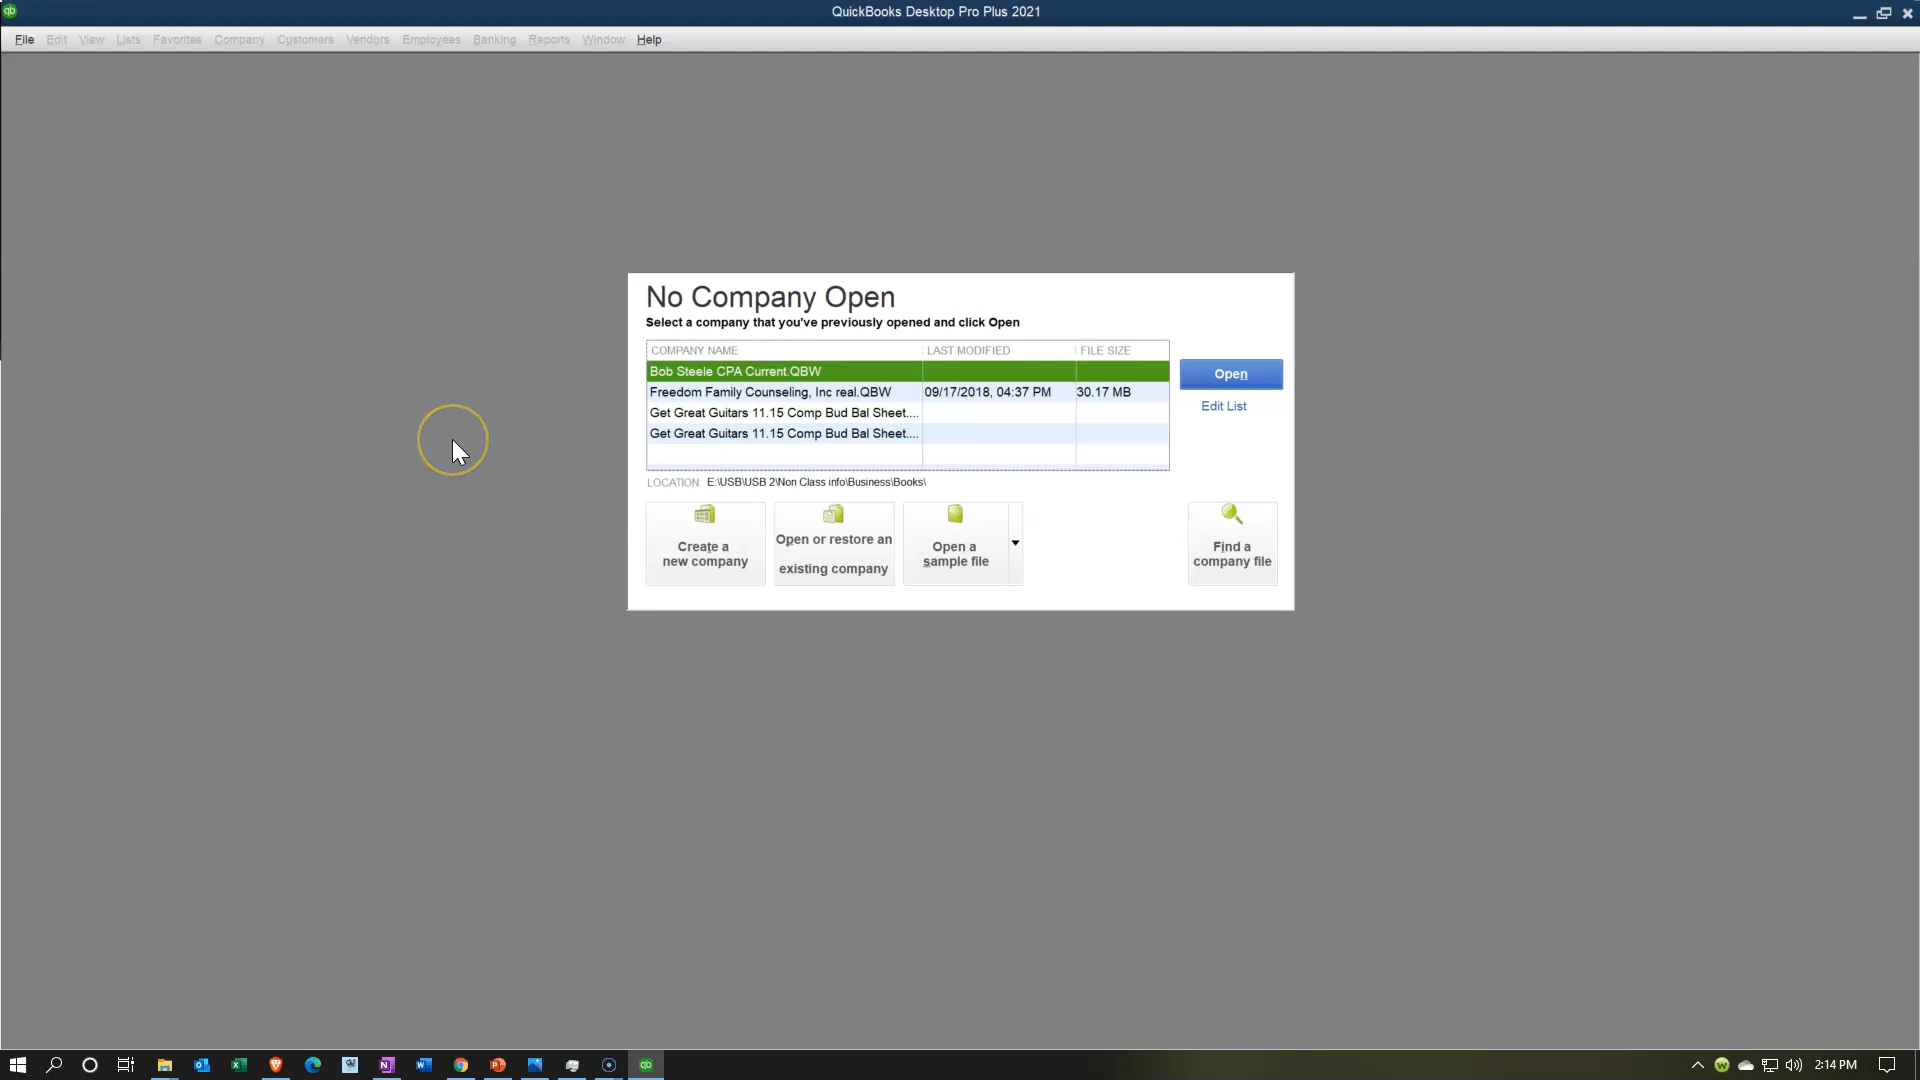 QuickBooks Desktop Pro Plus 2021
File Edit View Lists Favorites Company Customers Vendors Employees Banking Reports Window Help
No Company Open
Select a company that you've previously opened and click Open
COMPANY NAME LAST MODIFIED FILE SIZE
Bob Steele CPA Current.QBW
Freedom Family Counseling, Inc real.QBW 09/17/2018, 04:37 PM 30.17 MB
Get Great Guitars 11.15 Comp Bud Bal Sheet....
Get Great Guitars 11.15 Comp Bud Bal Sheet....
Open
Edit List
LOCATION: E:\USB\USB 2\Non Class info\Business\Books\
Create a
new company
Open or restore an
existing company
Open a
sample file
Find a
company file
2:14 PM